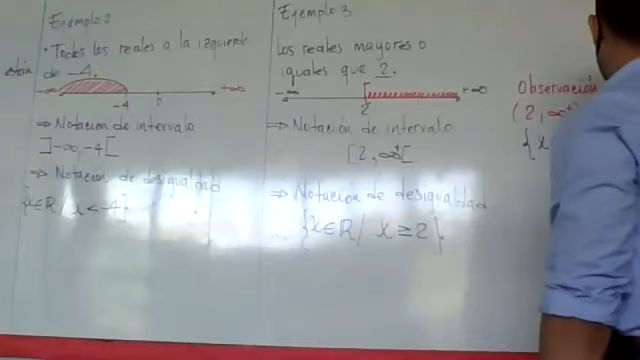 Ejemplo 2
• Todos los reales a la izquierda
de -4.
-∞ +∞
-4 0
⇒ Notación de intervalo
]-∞, -4[
⇒ Notación de desigualdad
{x∈R / x < -4}
Ejemplo 3
Los reales mayores o
iguales que 2.
-∞ +∞
2
⇒ Notación de intervalo
[2, +∞[
⇒ Notación de desigualdad
{x∈R / x ≥ 2}
Observación
(2, ∞+
{x